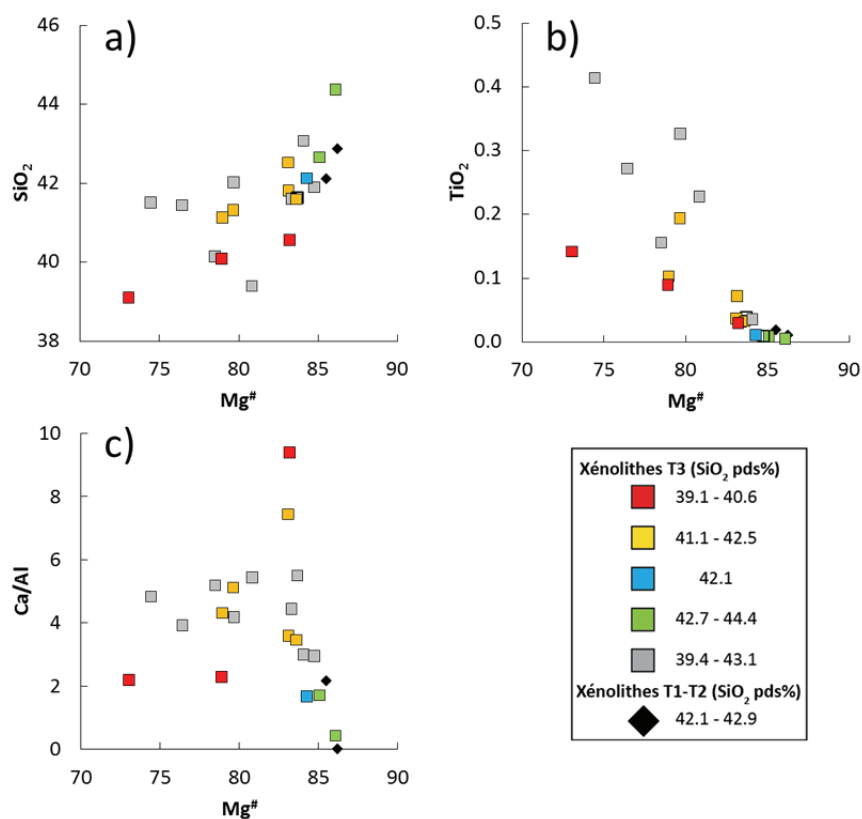 a)
46
44
42
40
38
SiO₂
70 75 80 85 90
Mg#
b)
0.5
0.4
0.3
0.2
0.1
0.0
TiO₂
70 75 80 85 90
Mg#
c)
10
8
6
4
2
0
Ca/Al
70 75 80 85 90
Mg#
Xénolithes T3 (SiO₂ pds%)
39.1 - 40.6
41.1 - 42.5
42.1
42.7 - 44.4
39.4 - 43.1
Xénolithes T1-T2 (SiO₂ pds%)
42.1 - 42.9